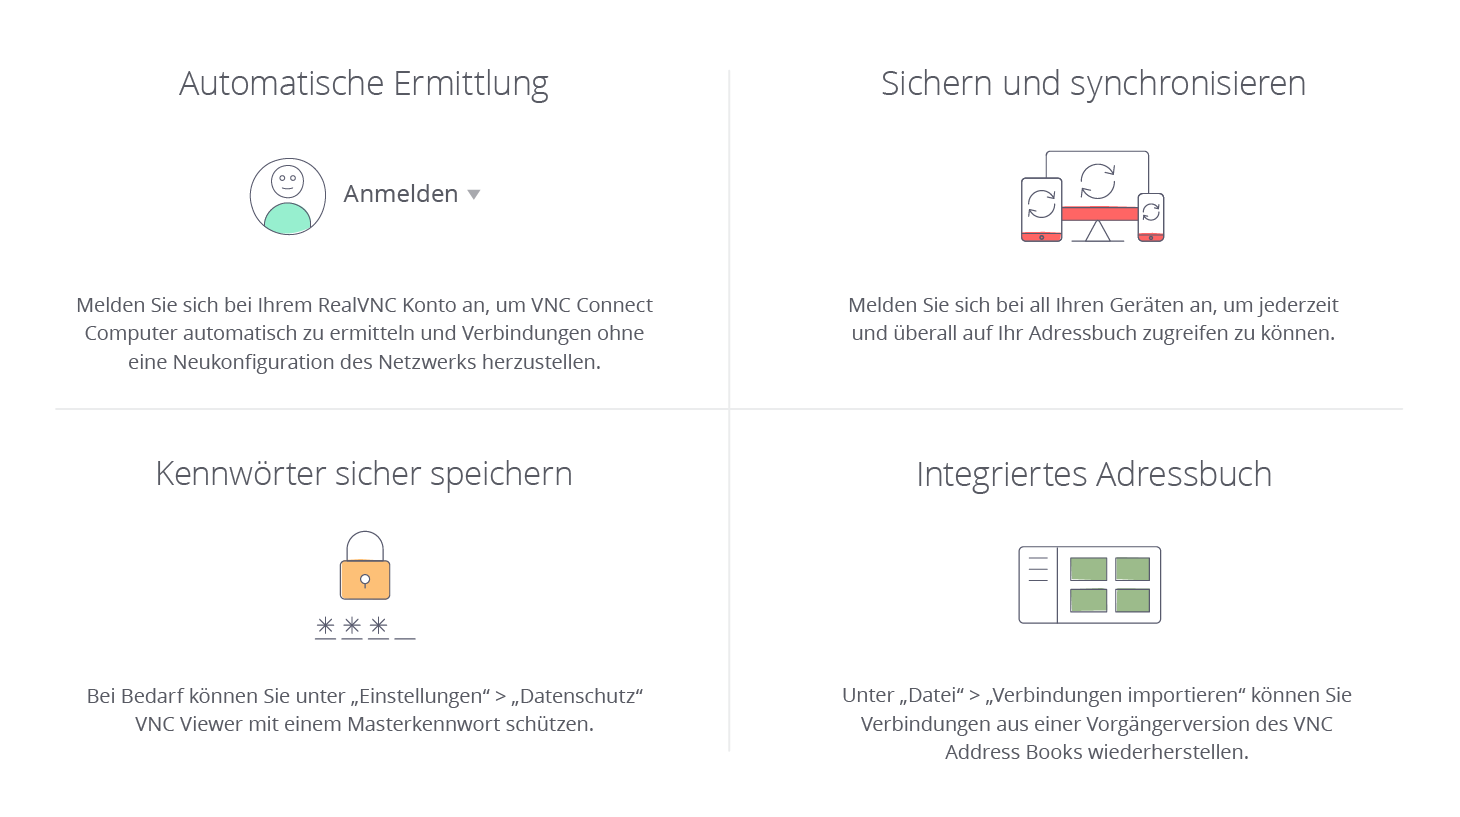 Automatische Ermittlung
Anmelden
Melden Sie sich bei Ihrem RealVNC Konto an, um VNC Connect
Computer automatisch zu ermitteln und Verbindungen ohne
eine Neukonfiguration des Netzwerks herzustellen.
Sichern und synchronisieren
Melden Sie sich bei all Ihren Geräten an, um jederzeit
und überall auf Ihr Adressbuch zugreifen zu können.
Kennwörter sicher speichern
Bei Bedarf können Sie unter „Einstellungen“ > „Datenschutz“
VNC Viewer mit einem Masterkennwort schützen.
Integriertes Adressbuch
Unter „Datei“ > „Verbindungen importieren“ können Sie
Verbindungen aus einer Vorgängerversion des VNC
Address Books wiederherstellen.